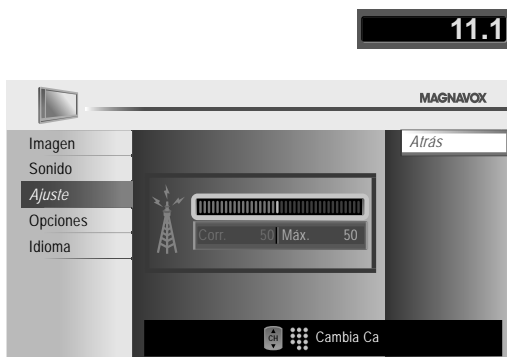 11.1
MAGNAVOX
Imagen
Sonido
Ajuste
Opciones
Idioma
Atrás
Corr. 50 Máx. 50
CH
Cambia Ca